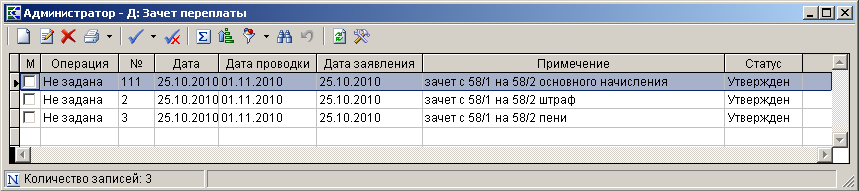 Администратор - Д: Зачет переплаты
М Операция № Дата Дата проводки Дата заявления Примечение Статус
Не задана 111 25.10.2010 01.11.2010 25.10.2010 зачет с 58/1 на 58/2 основного начисления Утвержден
Не задана 2 25.10.2010 01.11.2010 25.10.2010 зачет с 58/1 на 58/2 штраф Утвержден
Не задана 3 25.10.2010 01.11.2010 25.10.2010 зачет с 58/1 на 58/2 пени Утвержден
N Количество записей: 3